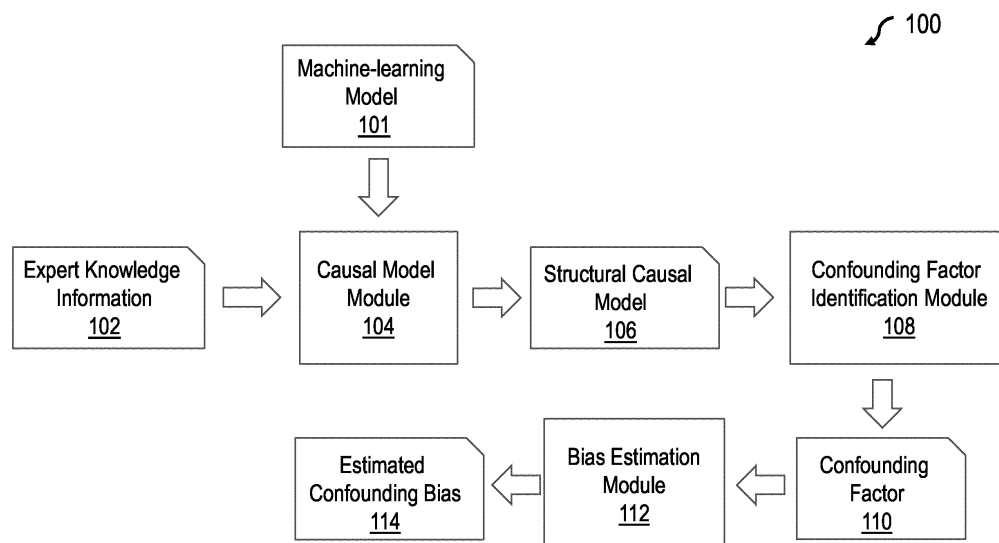 100
Machine-learning
Model
101
Expert Knowledge
Information
102
Causal Model
Module
104
Structural Causal
Model
106
Confounding Factor
Identification Module
108
Estimated
Confounding Bias
114
Bias Estimation
Module
112
Confounding
Factor
110